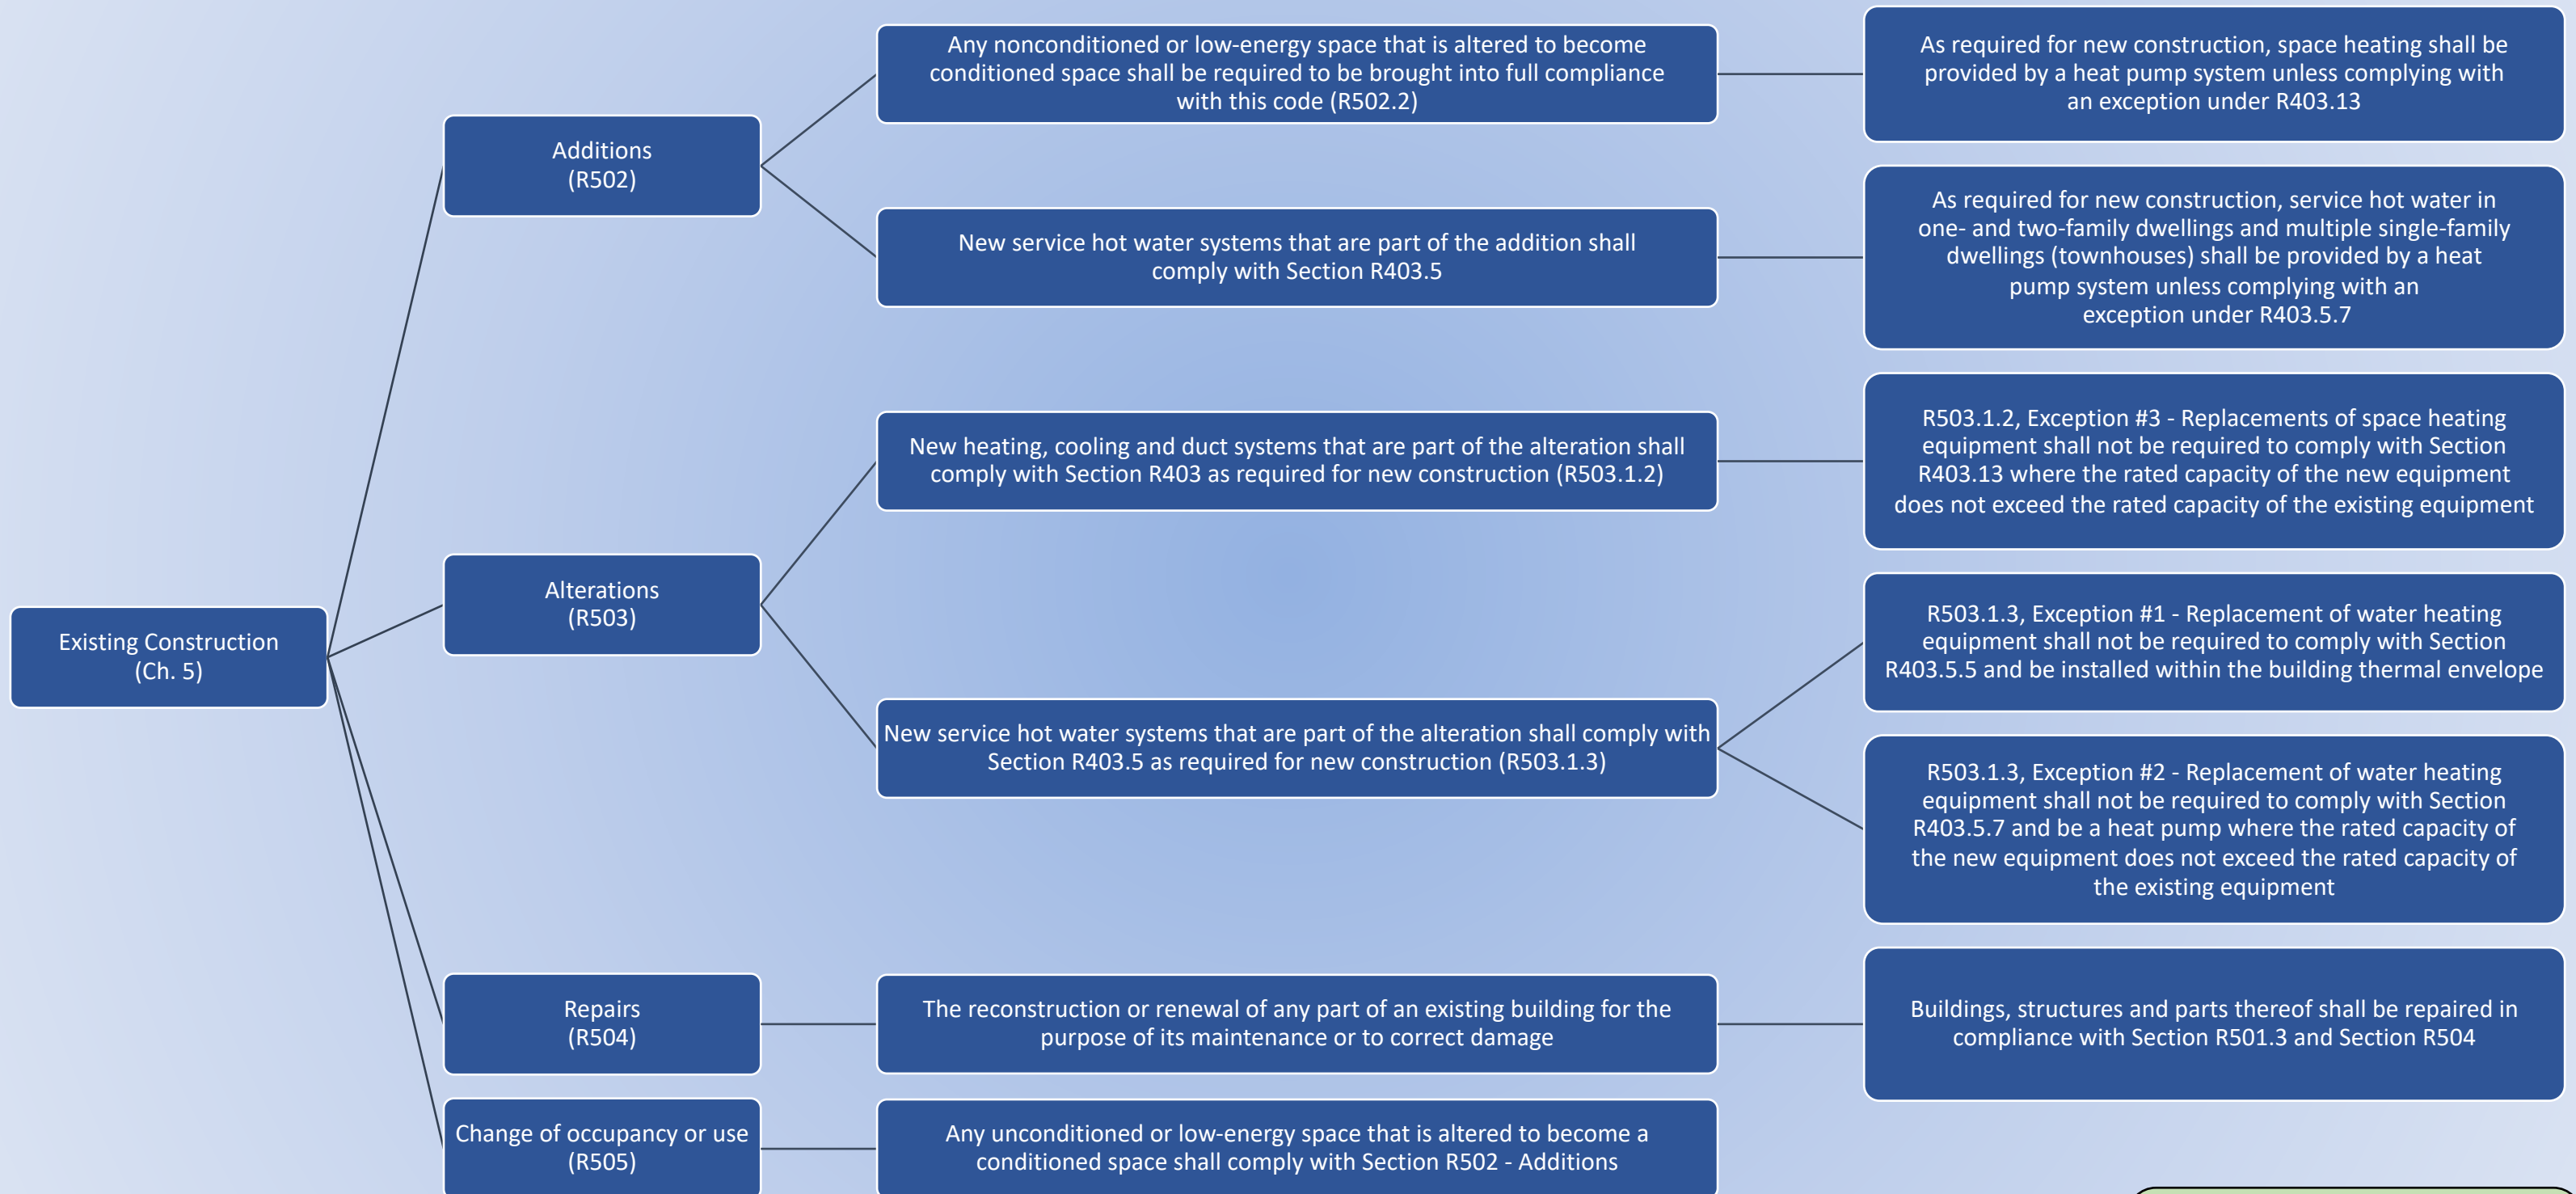 Existing Construction
(Ch. 5)
Additions
(R502)
Any nonconditioned or low-energy space that is altered to become
conditioned space shall be required to be brought into full compliance
with this code (R502.2)
As required for new construction, space heating shall be
provided by a heat pump system unless complying with
an exception under R403.13
New service hot water systems that are part of the addition shall
comply with Section R403.5
As required for new construction, service hot water in
one- and two-family dwellings and multiple single-family
dwellings (townhouses) shall be provided by a heat
pump system unless complying with an
exception under R403.5.7
Alterations
(R503)
New heating, cooling and duct systems that are part of the alteration shall
comply with Section R403 as required for new construction (R503.1.2)
R503.1.2, Exception #3 - Replacements of space heating
equipment shall not be required to comply with Section
R403.13 where the rated capacity of the new equipment
does not exceed the rated capacity of the existing equipment
New service hot water systems that are part of the alteration shall comply with
Section R403.5 as required for new construction (R503.1.3)
R503.1.3, Exception #1 - Replacement of water heating
equipment shall not be required to comply with Section
R403.5.5 and be installed within the building thermal envelope
R503.1.3, Exception #2 - Replacement of water heating
equipment shall not be required to comply with Section
R403.5.7 and be a heat pump where the rated capacity of
the new equipment does not exceed the rated capacity of
the existing equipment
Repairs
(R504)
The reconstruction or renewal of any part of an existing building for the
purpose of its maintenance or to correct damage
Buildings, structures and parts thereof shall be repaired in
compliance with Section R501.3 and Section R504
Change of occupancy or use
(R505)
Any unconditioned or low-energy space that is altered to become a
conditioned space shall comply with Section R502 - Additions